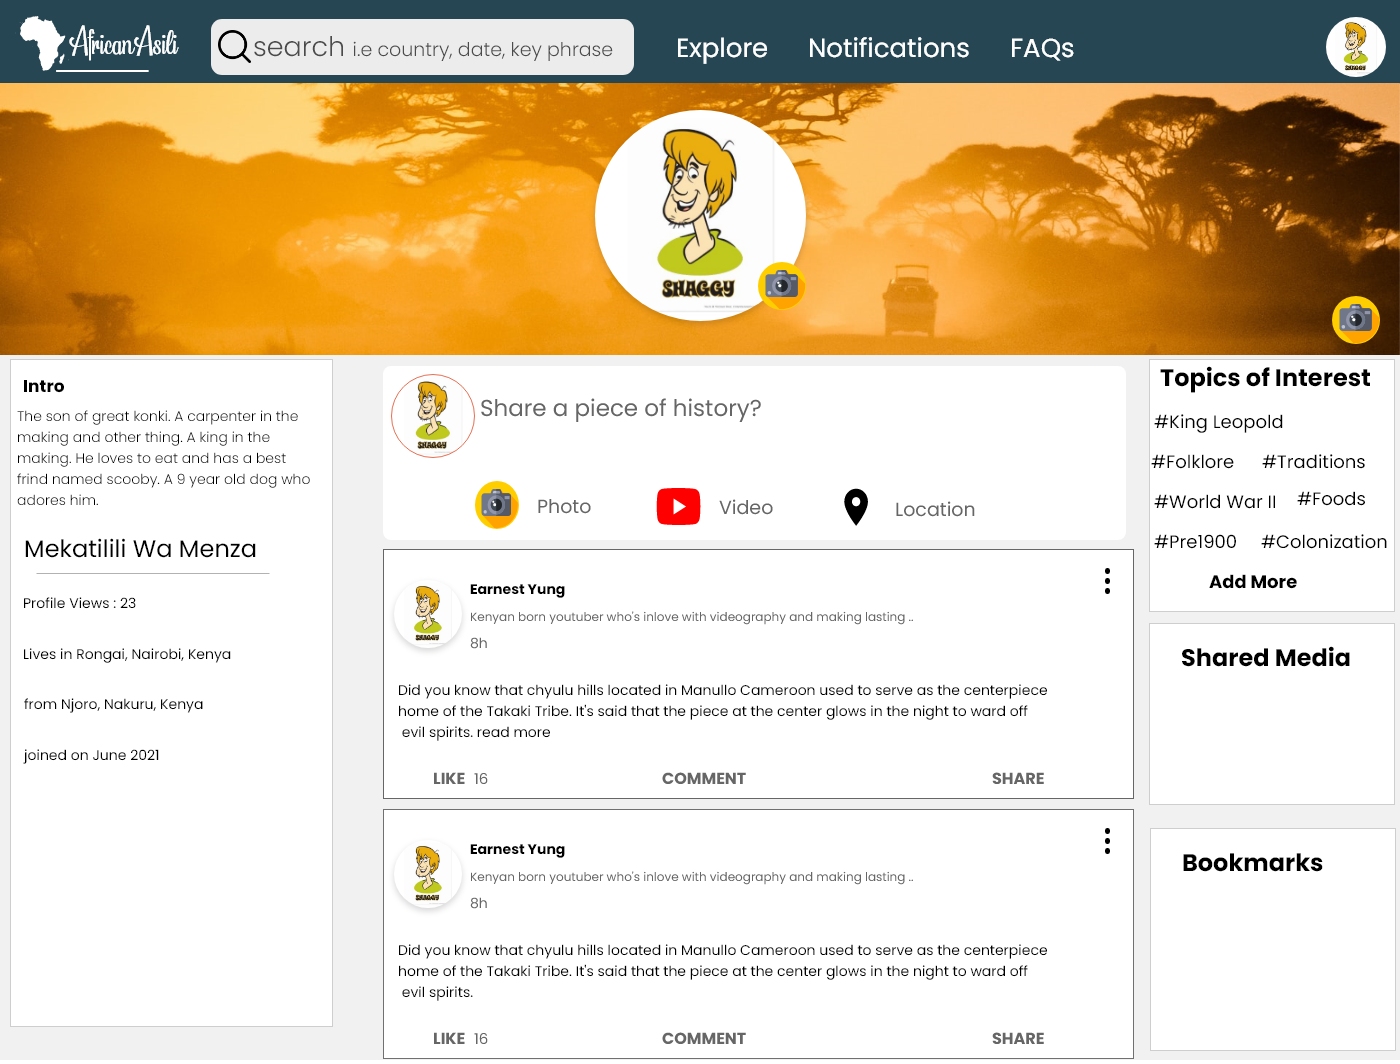 AfricanAsili
search i.e country, date, key phrase
Explore
Notifications
FAQs
SHAGGY
SHAGGY
Intro
The son of great konki. A carpenter in the
making and other thing. A king in the
making. He loves to eat and has a best
frind named scooby. A 9 year old dog who
adores him.
Mekatilili Wa Menza
Profile Views : 23
Lives in Rongai, Nairobi, Kenya
from Njoro, Nakuru, Kenya
joined on June 2021
SHAGGY
Share a piece of history?
Photo
Video
Location
SHAGGY
Earnest Yung
Kenyan born youtuber who's inlove with videography and making lasting ..
8h
Did you know that chyulu hills located in Manullo Cameroon used to serve as the centerpiece
home of the Takaki Tribe. It's said that the piece at the center glows in the night to ward off
evil spirits. read more
LIKE 16
COMMENT
SHARE
SHAGGY
Earnest Yung
Kenyan born youtuber who's inlove with videography and making lasting ..
8h
Did you know that chyulu hills located in Manullo Cameroon used to serve as the centerpiece
home of the Takaki Tribe. It's said that the piece at the center glows in the night to ward off
evil spirits.
LIKE 16
COMMENT
SHARE
Topics of Interest
#King Leopold
#Folklore #Traditions
#World War II #Foods
#Pre1900 #Colonization
Add More
Shared Media
Bookmarks